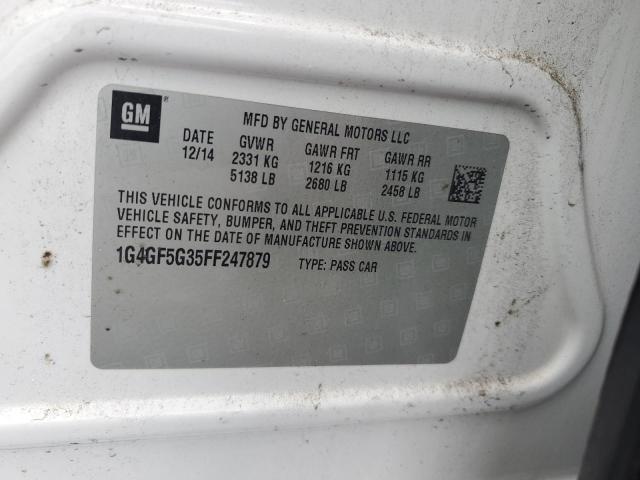 GM
MFD BY GENERAL MOTORS LLC
DATE GVWR GAWR FRT GAWR RR
12/14 2331 KG 1216 KG 1115 KG
5138 LB 2680 LB 2458 LB
THIS VEHICLE CONFORMS TO ALL APPLICABLE U.S. FEDERAL MOTOR
VEHICLE SAFETY, BUMPER, AND THEFT PREVENTION STANDARDS IN
EFFECT ON THE DATE OF MANUFACTURE SHOWN ABOVE.
1G4GF5G35FF247879 TYPE: PASS CAR